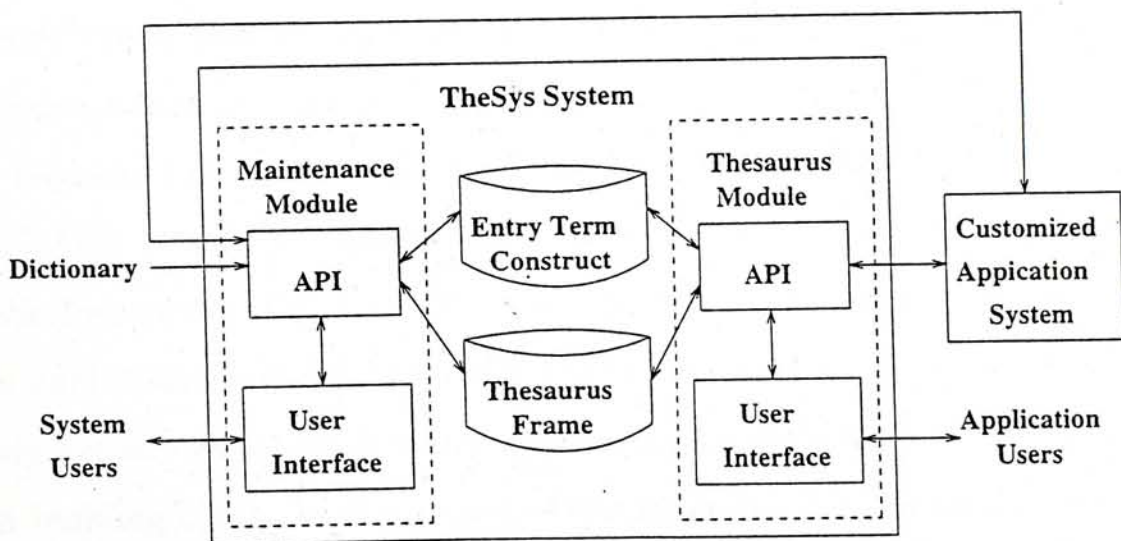 TheSys System
Maintenance
Module
API
User
Interface
Dictionary
System
Users
Entry Term
Construct
Thesaurus
Frame
Thesaurus
Module
API
User
Interface
Customized
Appication
System
Application
Users